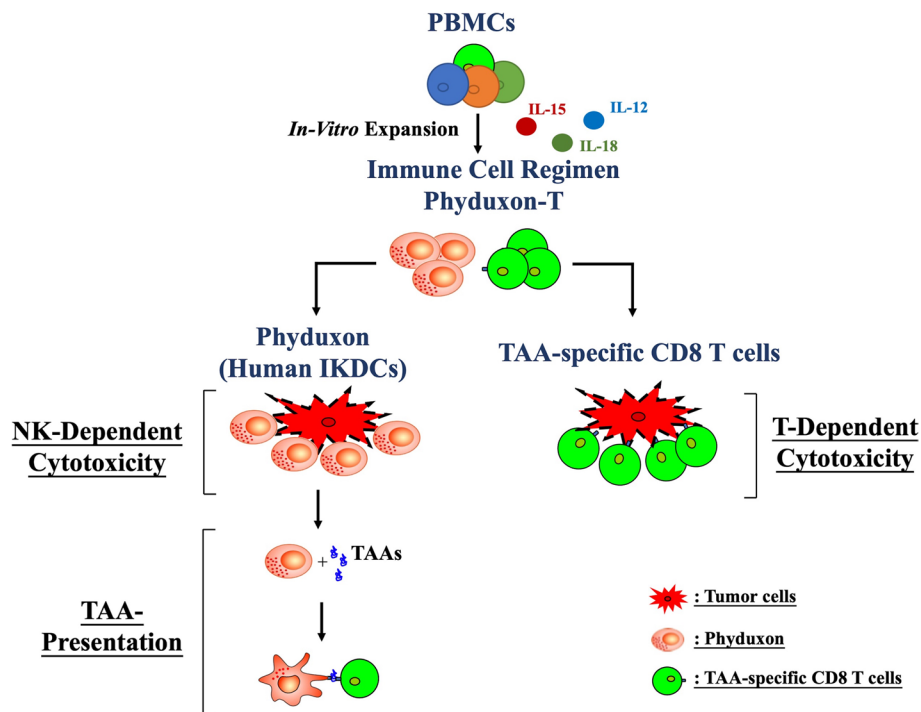 PBMCs
IL-15
IL-12
In-Vitro Expansion
IL-18
Immune Cell Regimen
Phyduxon-T
Phyduxon
(Human IKDCs)
TAA-specific CD8 T cells
NK-Dependent
Cytotoxicity
T-Dependent
Cytotoxicity
+
TAAs
TAA-
Presentation
: Tumor cells
: Phyduxon
: TAA-specific CD8 T cells